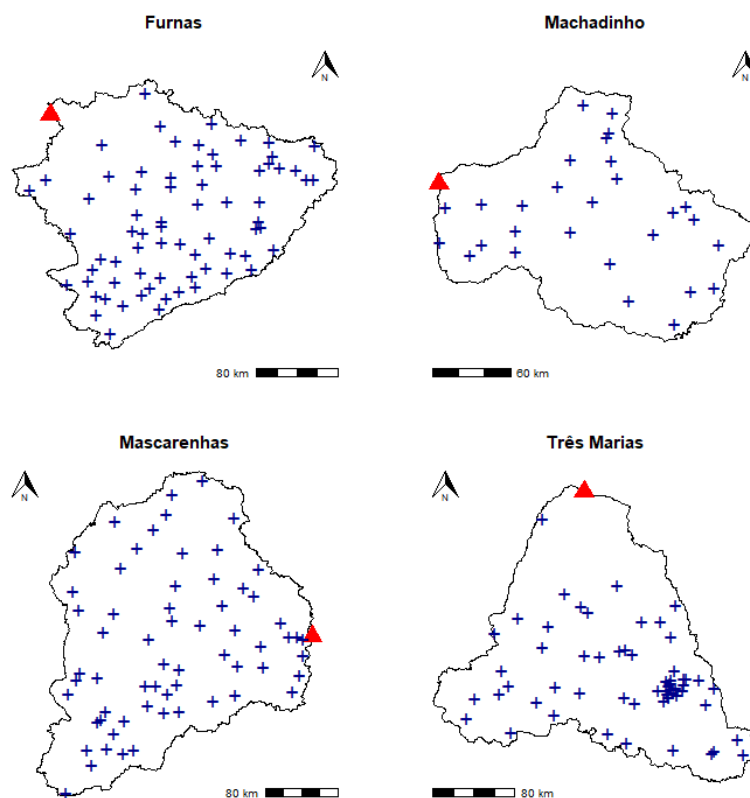 Furnas
Machadinho
N
N
80 km
60 km
Mascarenhas
Três Marias
N
N
80 km
80 km